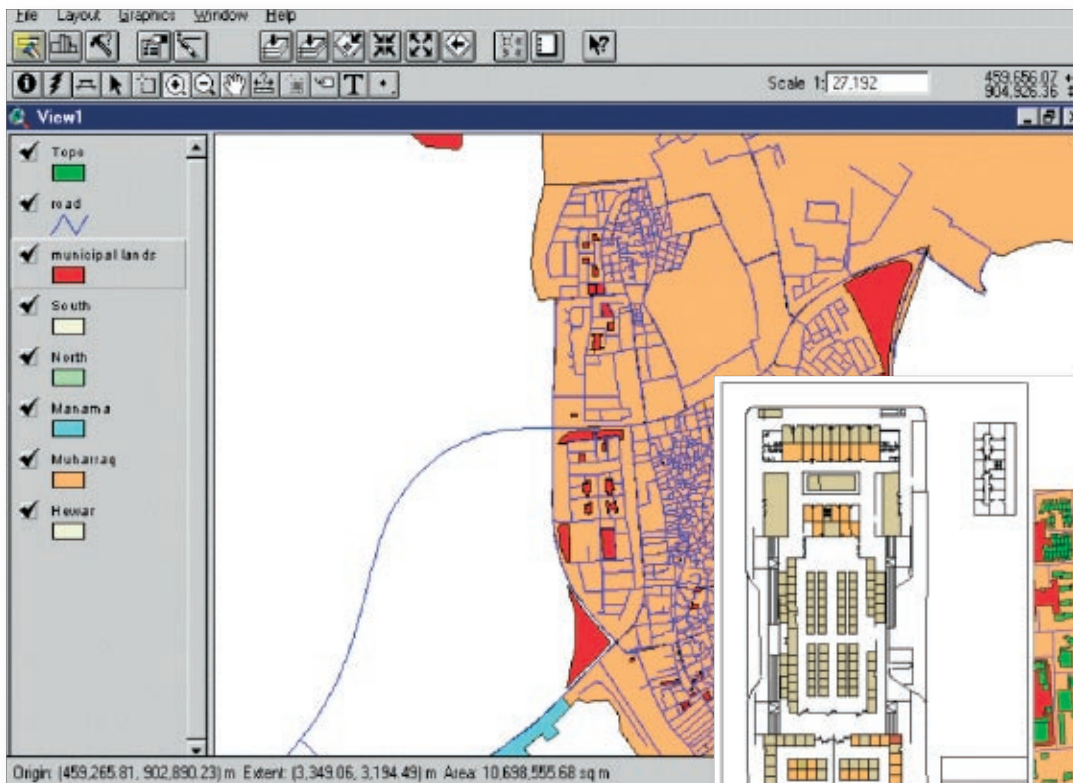 File Layout Graphics Window Help
Scale 1: 27,192
459,656.07
904,926.36
View1
Tops
road
municipal lands
South
North
Manama
Muharraq
Hewar
Origin: (459,265.81, 902,890.23) m Extent: (3,349.06, 3,194.49) m Area: 10,698,555.68 sq m